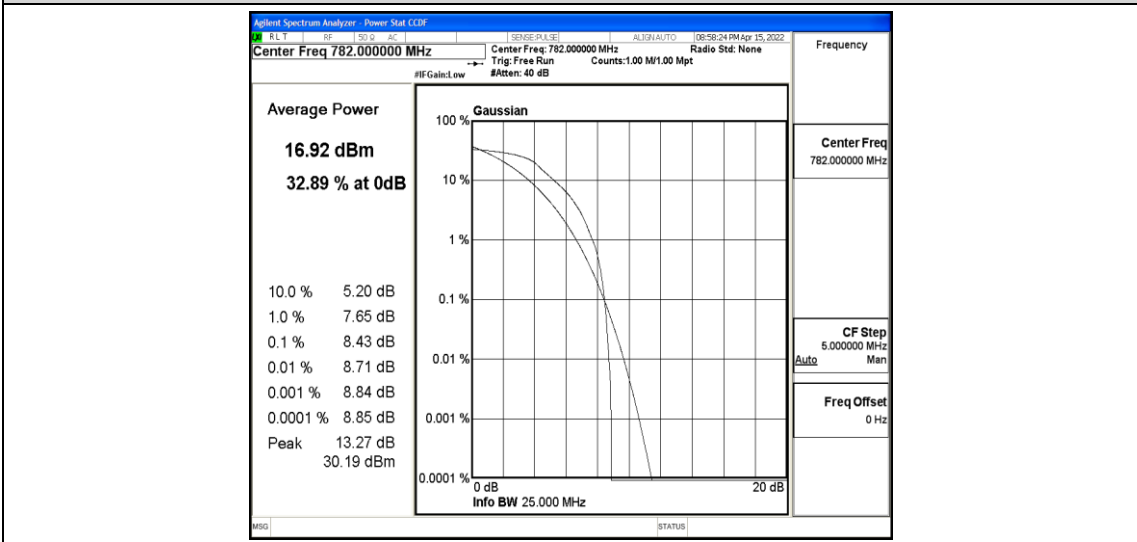 Agilent Spectrum Analyzer - Power Stat CCDF
LXI RLT RF 50 Ω AC SENSE:PULSE ALIGN AUTO 08:58:24 PM Apr 15, 2022
Center Freq 782.000000 MHz
Center Freq: 782.000000 MHz Radio Std: None
Trig: Free Run Counts:1.00 M/1.00 Mpt
#IFGain:Low #Atten: 40 dB
Frequency
Average Power
16.92 dBm
32.89 % at 0dB
10.0 % 5.20 dB
1.0 % 7.65 dB
0.1 % 8.43 dB
0.01 % 8.71 dB
0.001 % 8.84 dB
0.0001 % 8.85 dB
Peak 13.27 dB
30.19 dBm
Gaussian
100 %
10 %
1 %
0.1 %
0.01 %
0.001 %
0.0001 %
0 dB 20 dB
Info BW 25.000 MHz
Center Freq
782.000000 MHz
CF Step
5.000000 MHz
Auto Man
Freq Offset
0 Hz
MSG STATUS